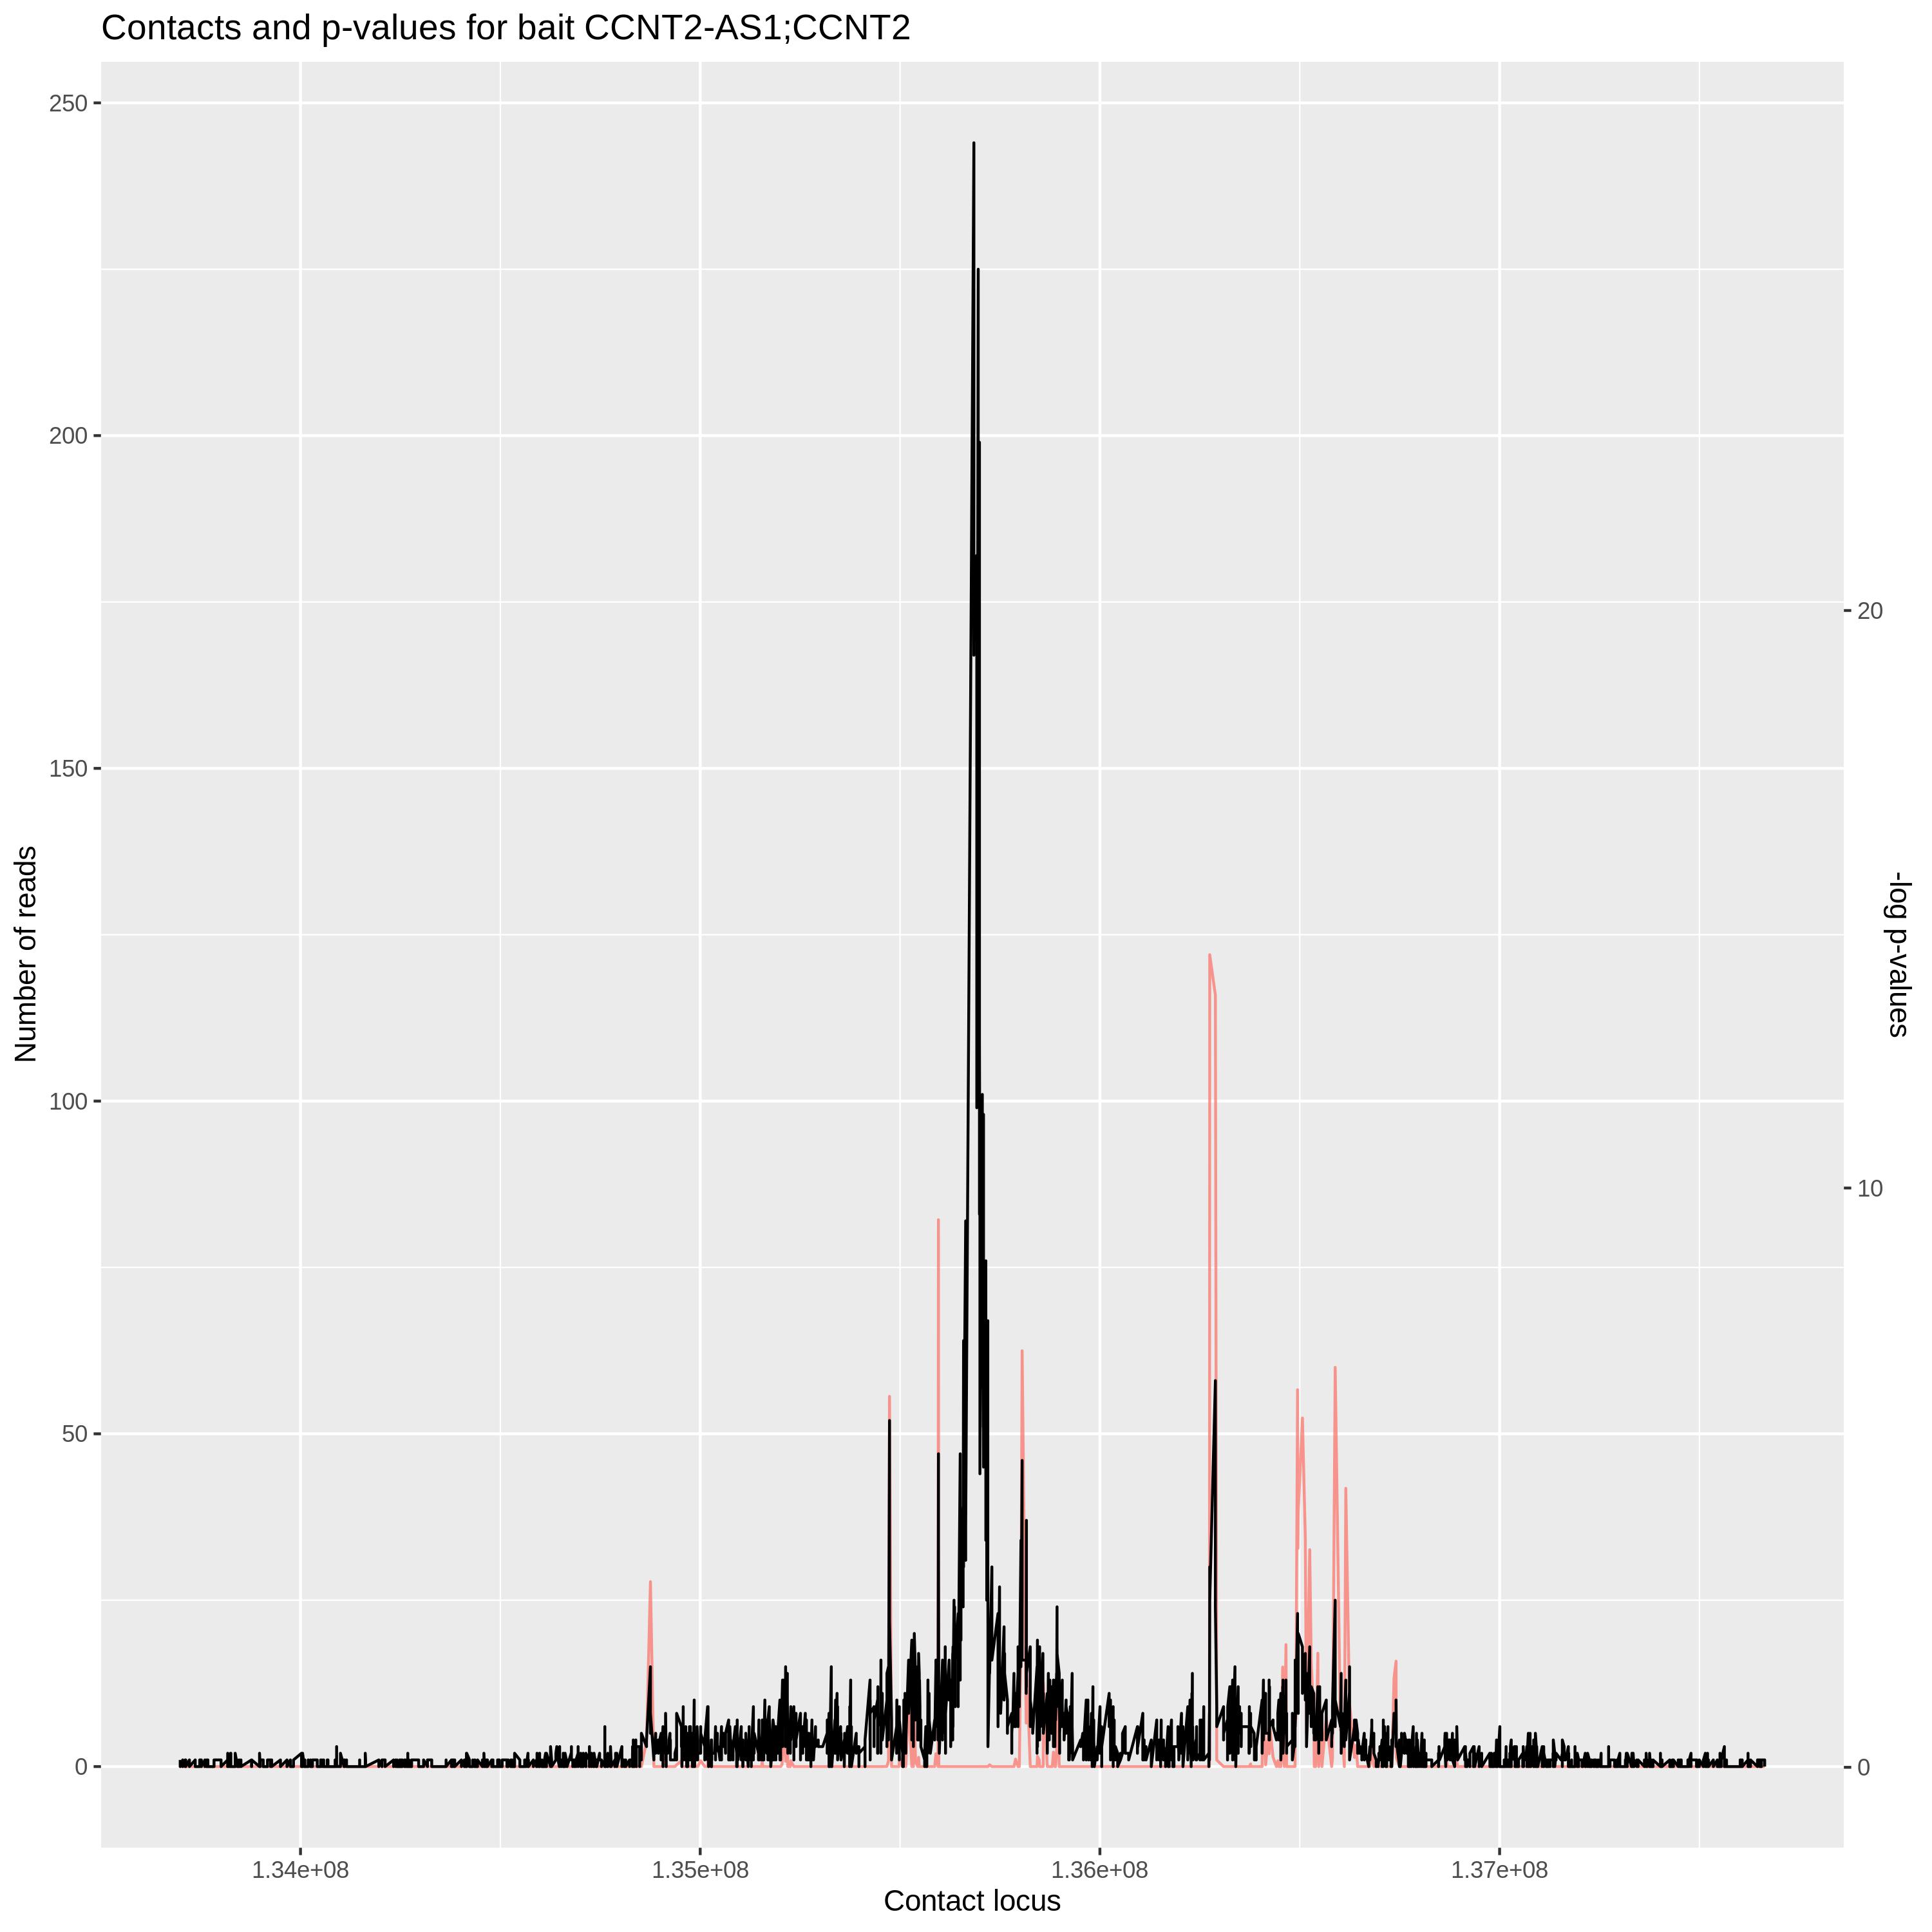 Contacts and p-values for bait CCNT2-AS1;CCNT2
250
200
150
100
50
0
Number of reads
20
10
0
-log p-values
1.34e+08
1.35e+08
1.36e+08
1.37e+08
Contact locus